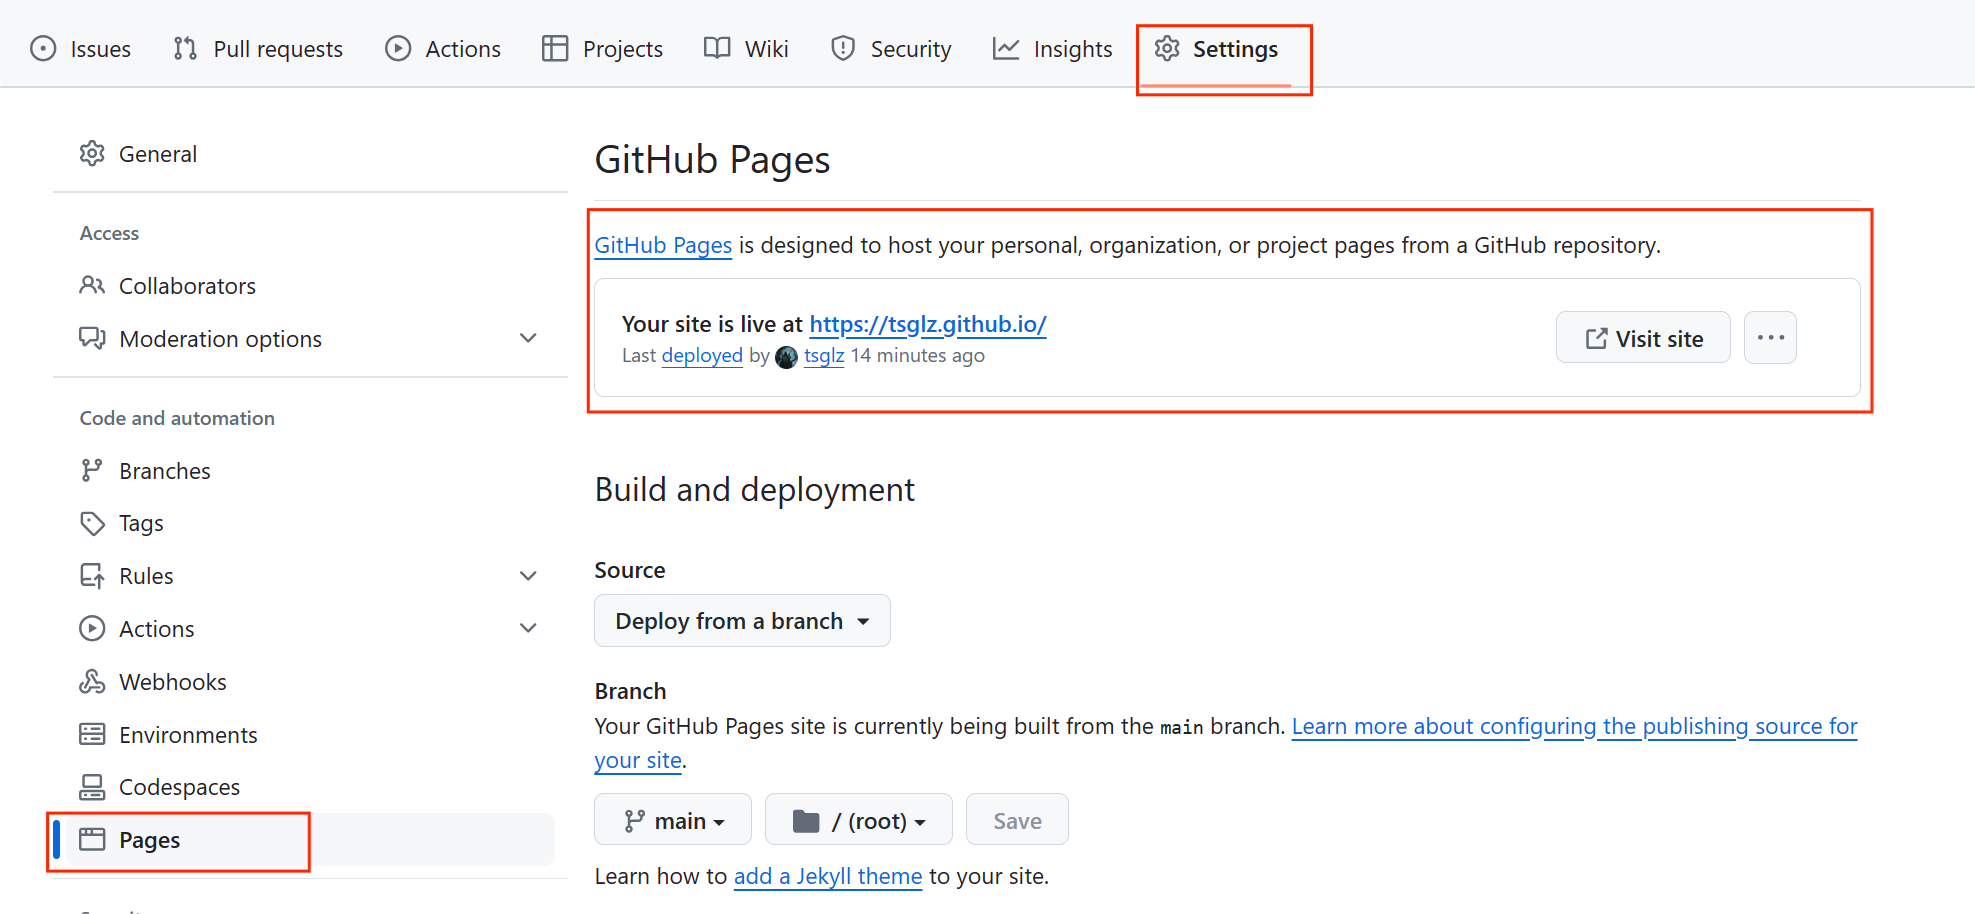 Issues Pull requests Actions Projects Wiki Security Insights Settings
General
Access
Collaborators
Moderation options
Code and automation
Branches
Tags
Rules
Actions
Webhooks
Environments
Codespaces
Pages
GitHub Pages
GitHub Pages is designed to host your personal, organization, or project pages from a GitHub repository.
Your site is live at https://tsglz.github.io/
Last deployed by tsglz 14 minutes ago
Visit site
Build and deployment
Source
Deploy from a branch
Branch
Your GitHub Pages site is currently being built from the main branch. Learn more about configuring the publishing source for
your site.
main / (root) Save
Learn how to add a Jekyll theme to your site.